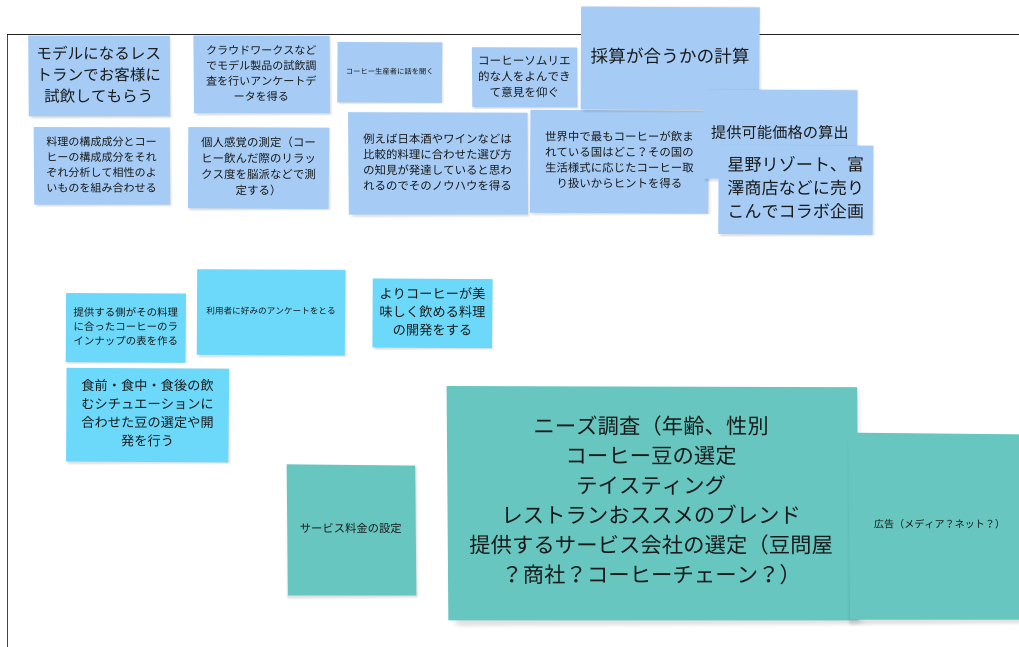 モデルになるレス
トランでお客様に
試飲してもらう
クラウドワークスなど
でモデル製品の試飲調
査を行いアンケートデ
ータを得る
コーヒー生産者に話を聞く
コーヒーソムリエ
的な人をよんでき
て意見を仰ぐ
採算が合うかの計算
料理の構成成分とコー
ヒーの構成成分をそれ
ぞれ分析して相性のよ
いものを組み合わせる
個人感覚の測定（コー
ヒー飲んだ際のリラッ
クス度を脳派などで測
定する）
例えば日本酒やワインなどは
比較的料理に合わせた選び方
の知見が発達していると思わ
れるのでそのノウハウを得る
世界中で最もコーヒーが飲ま
れている国はどこ？その国の
生活様式に応じたコーヒー取
り扱いからヒントを得る
提供可能価格の算出
星野リゾート、富
澤商店などに売り
こんでコラボ企画
提供する側がその料理
に合ったコーヒーのラ
インナップの表を作る
利用者に好みのアンケートをとる
よりコーヒーが美
味しく飲める料理
の開発をする
食前・食中・食後の飲
むシチュエーションに
合わせた豆の選定や開
発を行う
サービス料金の設定
ニーズ調査（年齢、性別
コーヒー豆の選定
テイスティング
レストランおススメのブレンド
提供するサービス会社の選定（豆問屋
？商社？コーヒーチェーン？）
広告（メディア？ネット？）